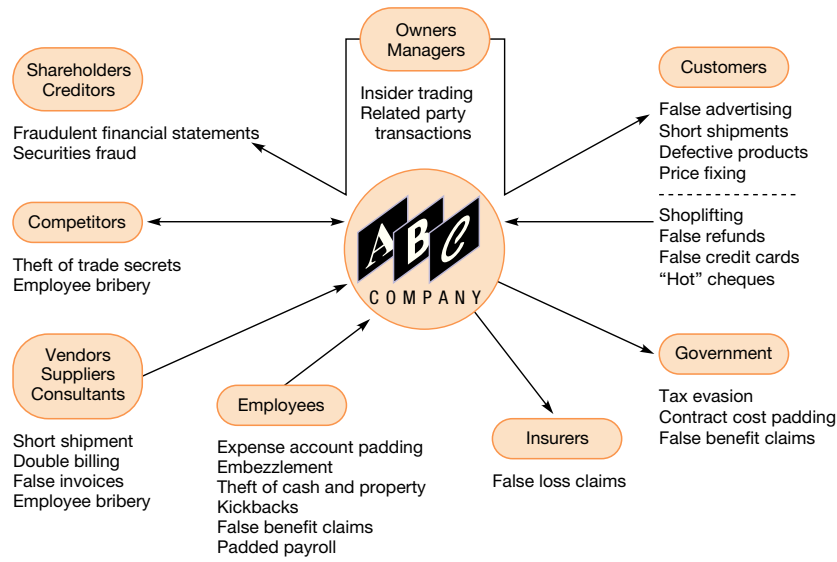 Owners
Managers
Insider trading
Related party
transactions
Shareholders
Creditors
Fraudulent financial statements
Securities fraud
Customers
False advertising
Short shipments
Defective products
Price fixing
Shoplifting
False refunds
False credit cards
“Hot” cheques
Competitors
Theft of trade secrets
Employee bribery
ABC
COMPANY
Vendors
Suppliers
Consultants
Short shipment
Double billing
False invoices
Employee bribery
Employees
Expense account padding
Embezzlement
Theft of cash and property
Kickbacks
False benefit claims
Padded payroll
Insurers
False loss claims
Government
Tax evasion
Contract cost padding
False benefit claims